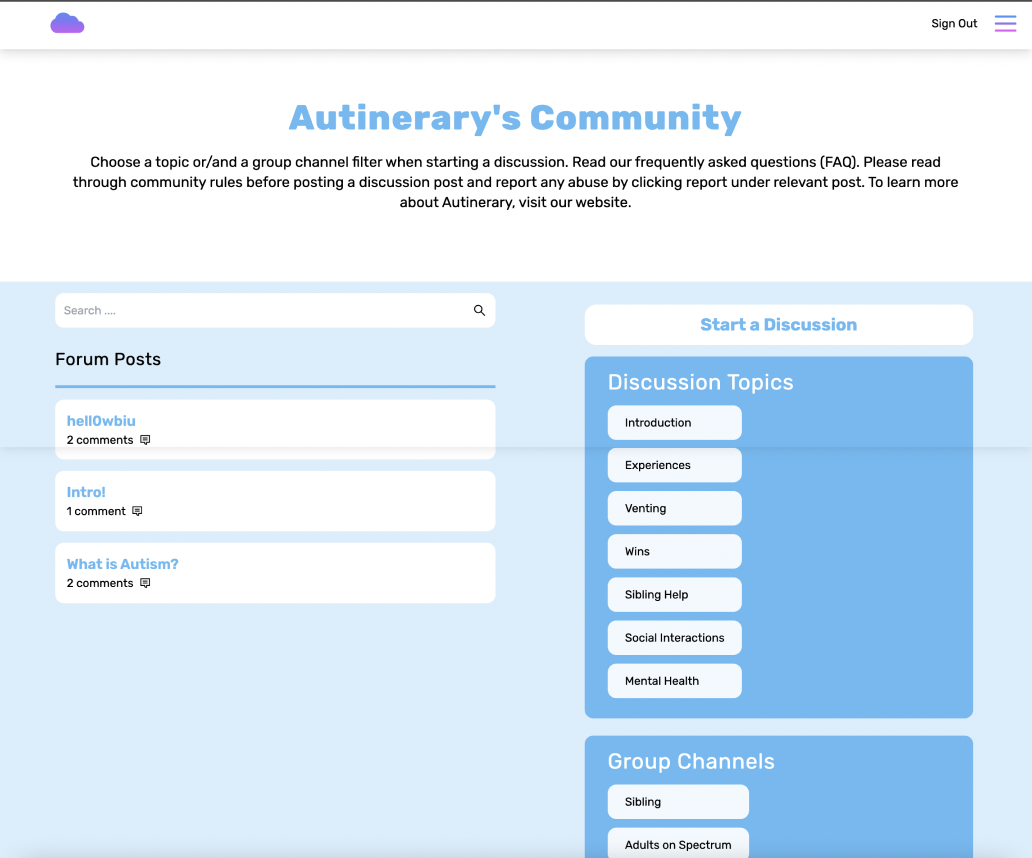 Sign Out
Autinerary's Community
Choose a topic or/and a group channel filter when starting a discussion. Read our frequently asked questions (FAQ). Please read
through community rules before posting a discussion post and report any abuse by clicking report under relevant post. To learn more
about Autinerary, visit our website.
Search ....
Forum Posts
hell0wbiu
2 comments
Intro!
1 comment
What is Autism?
2 comments
Start a Discussion
Discussion Topics
Introduction
Experiences
Venting
Wins
Sibling Help
Social Interactions
Mental Health
Group Channels
Sibling
Adults on Spectrum